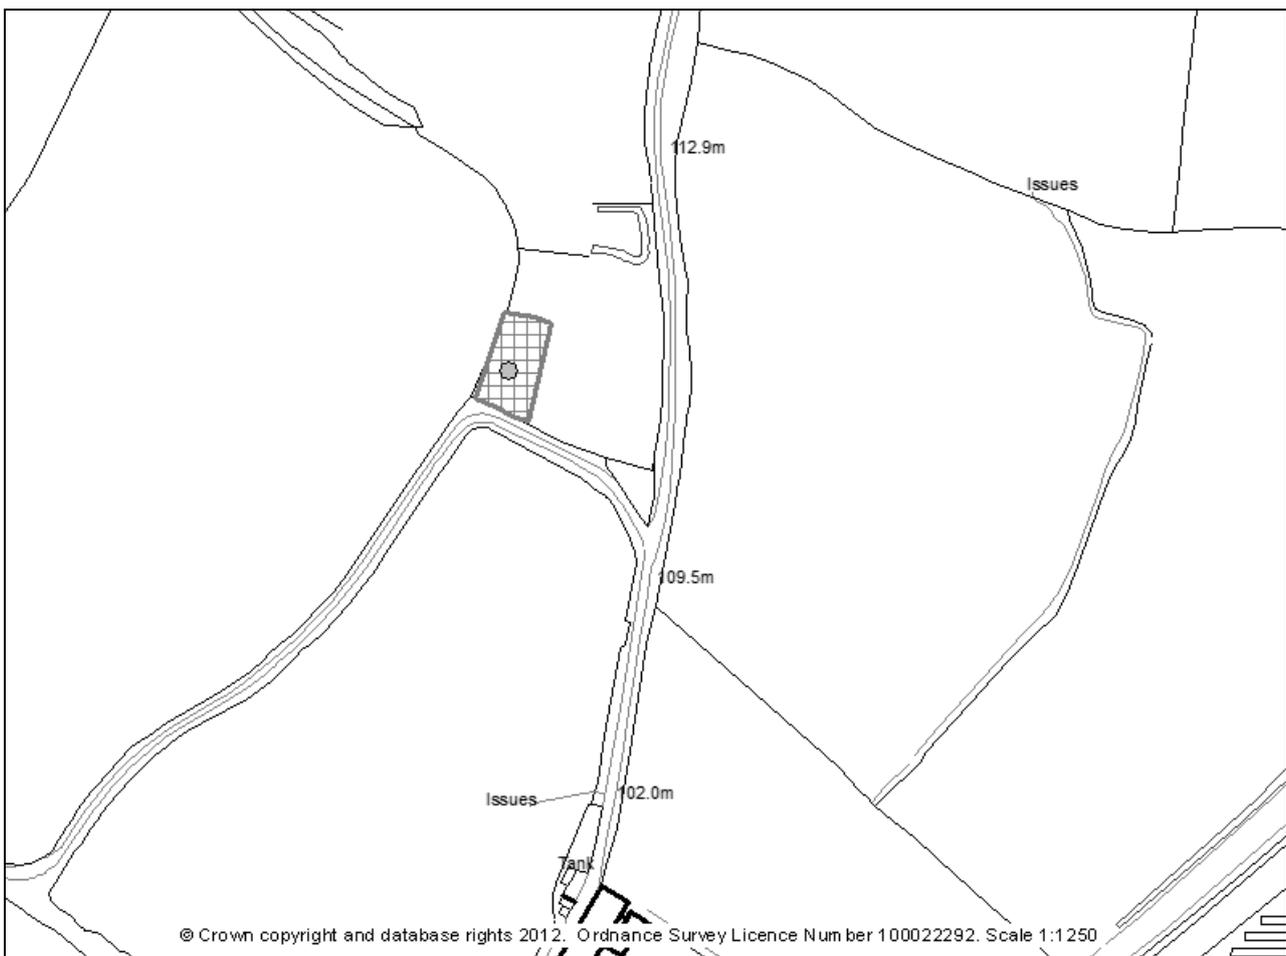 112.9m
Issues
109.5m
Issues
102.0m
Tank
© Crown copyright and database rights 2012. Ordnance Survey Licence Number 100022292. Scale 1:1250